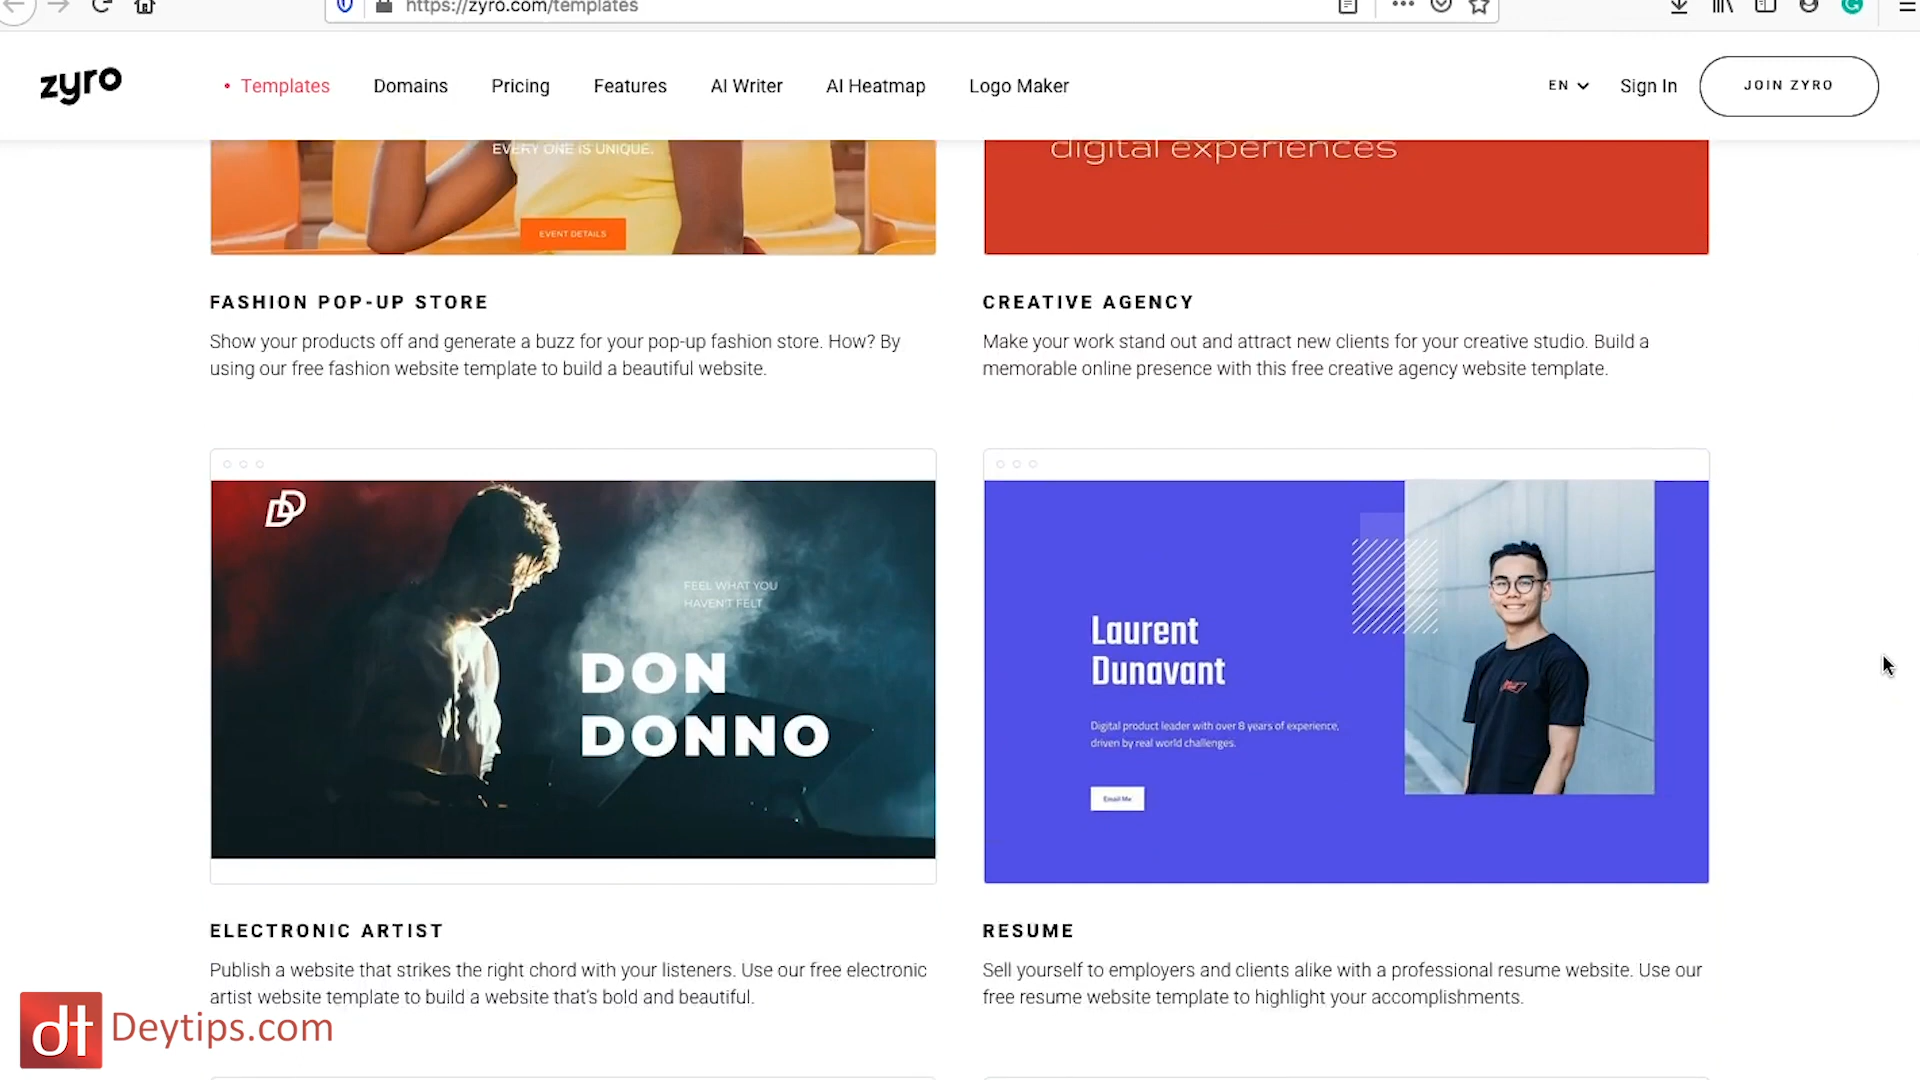 https://zyro.com/templates
zyro
Templates
Domains
Pricing
Features
AI Writer
AI Heatmap
Logo Maker
EN
Sign In
JOIN ZYRO
EVERY ONE IS UNIQUE.
EVENT DETAILS
digital experiences
FASHION POP-UP STORE
Show your products off and generate a buzz for your pop-up fashion store. How? By
using our free fashion website template to build a beautiful website.
CREATIVE AGENCY
Make your work stand out and attract new clients for your creative studio. Build a
memorable online presence with this free creative agency website template.
DD
FEEL WHAT YOU
HAVEN'T FELT
DON
DONNO
Laurent
Dunavant
Digital product leader with over 8 years of experience,
driven by real world challenges.
Email Me
ELECTRONIC ARTIST
Publish a website that strikes the right chord with your listeners. Use our free electronic
artist website template to build a website that's bold and beautiful.
RESUME
Sell yourself to employers and clients alike with a professional resume website. Use our
free resume website template to highlight your accomplishments.
dt Deytips.com